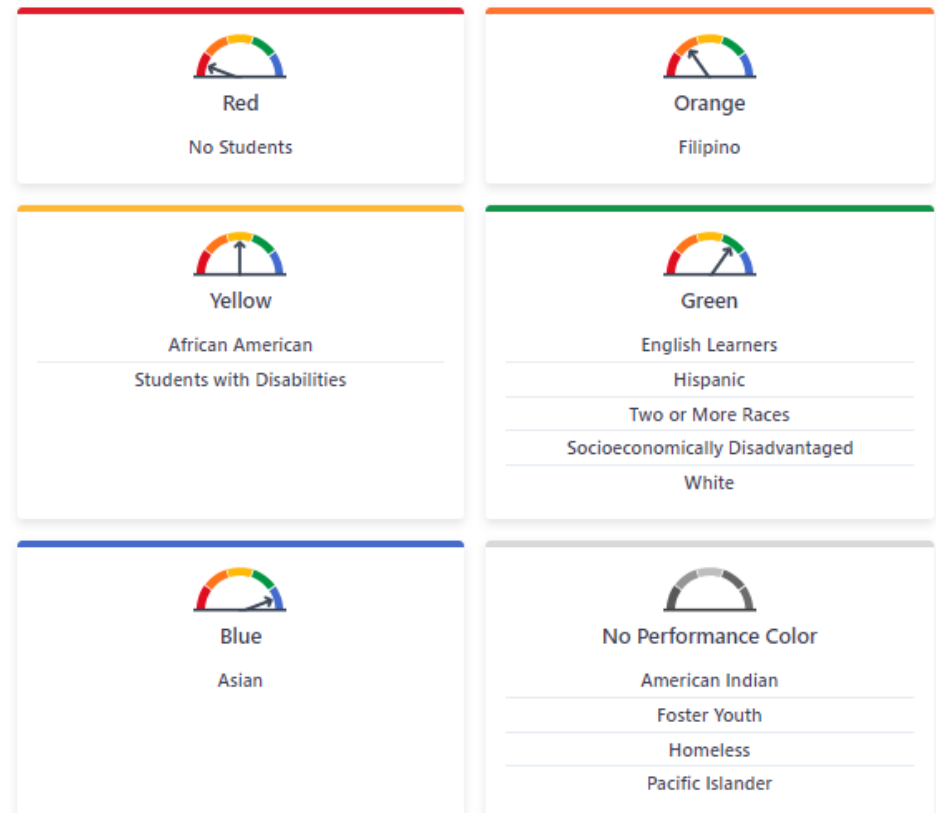 Red
No Students
Orange
Filipino
Yellow
African American
Students with Disabilities
Green
English Learners
Hispanic
Two or More Races
Socioeconomically Disadvantaged
White
Blue
Asian
No Performance Color
American Indian
Foster Youth
Homeless
Pacific Islander